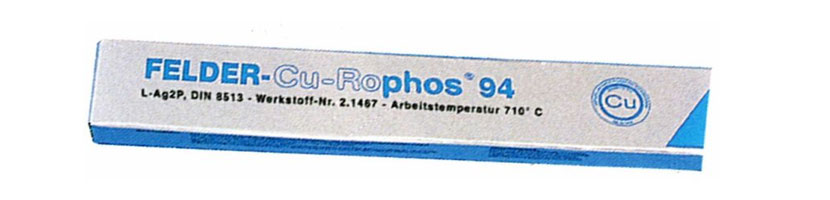 FELDER-Cu-Rophos® 94
L-Ag2P, DIN 8513 - Werkstoff-Nr. 2.1467 - Arbeitstemperatur 710° C
Cu